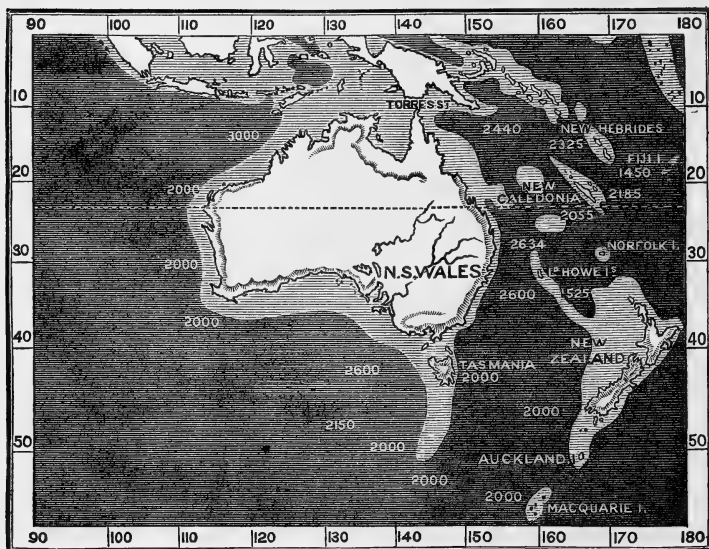 90 100 110 120 130 140 150 160 170 180
10 10
TORRES ST
3000 2440
NEW HEBRIDES
2325
FIJI I
1450
20 20
2000
NEW CALEDONIA
2185
2055
2634
NORFOLK I.
30 30
2000
N.S.WALES
Ld HOWE Is
2600 1525
2000
40 40
NEW ZEALAND
2600
TASMANIA
2000
2150
2000
50 50
2000
AUCKLAND I
2000
2000
MACQUARIE I.
90 100 110 120 130 140 150 160 170 180